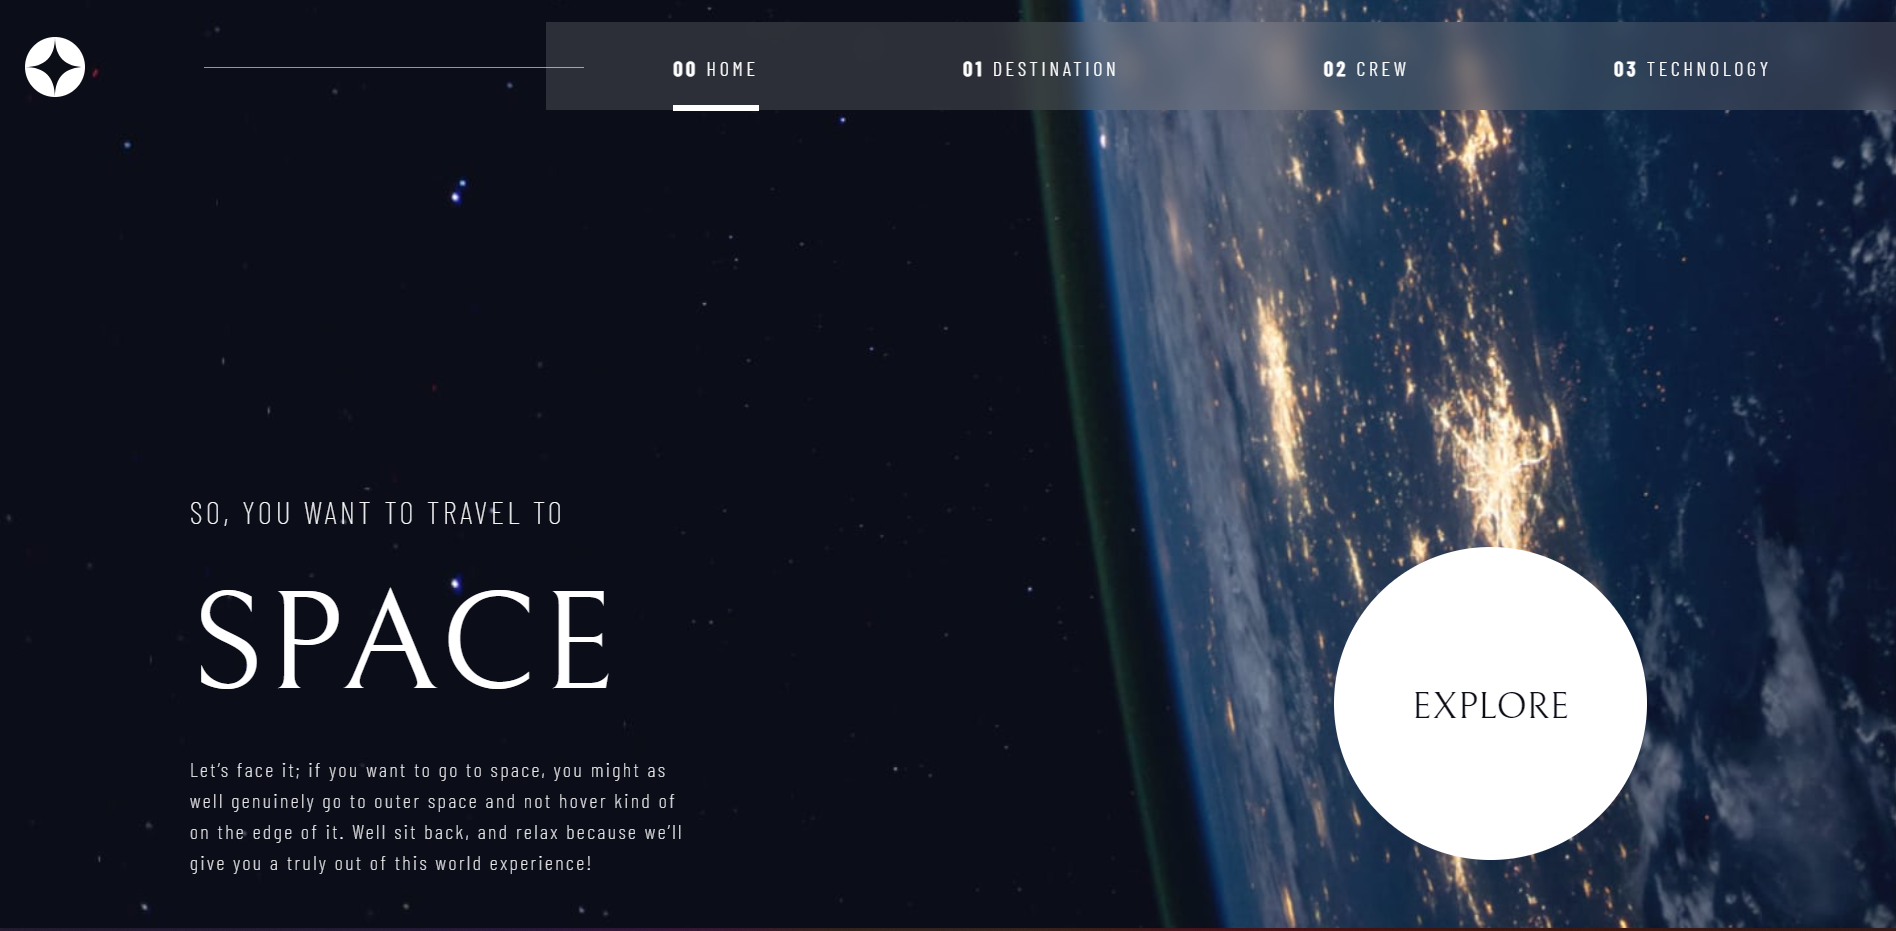 00 HOME
01 DESTINATION
02 CREW
03 TECHNOLOGY
SO, YOU WANT TO TRAVEL TO
SPACE
Let’s face it; if you want to go to space, you might as
well genuinely go to outer space and not hover kind of
on the edge of it. Well sit back, and relax because we’ll
give you a truly out of this world experience!
EXPLORE